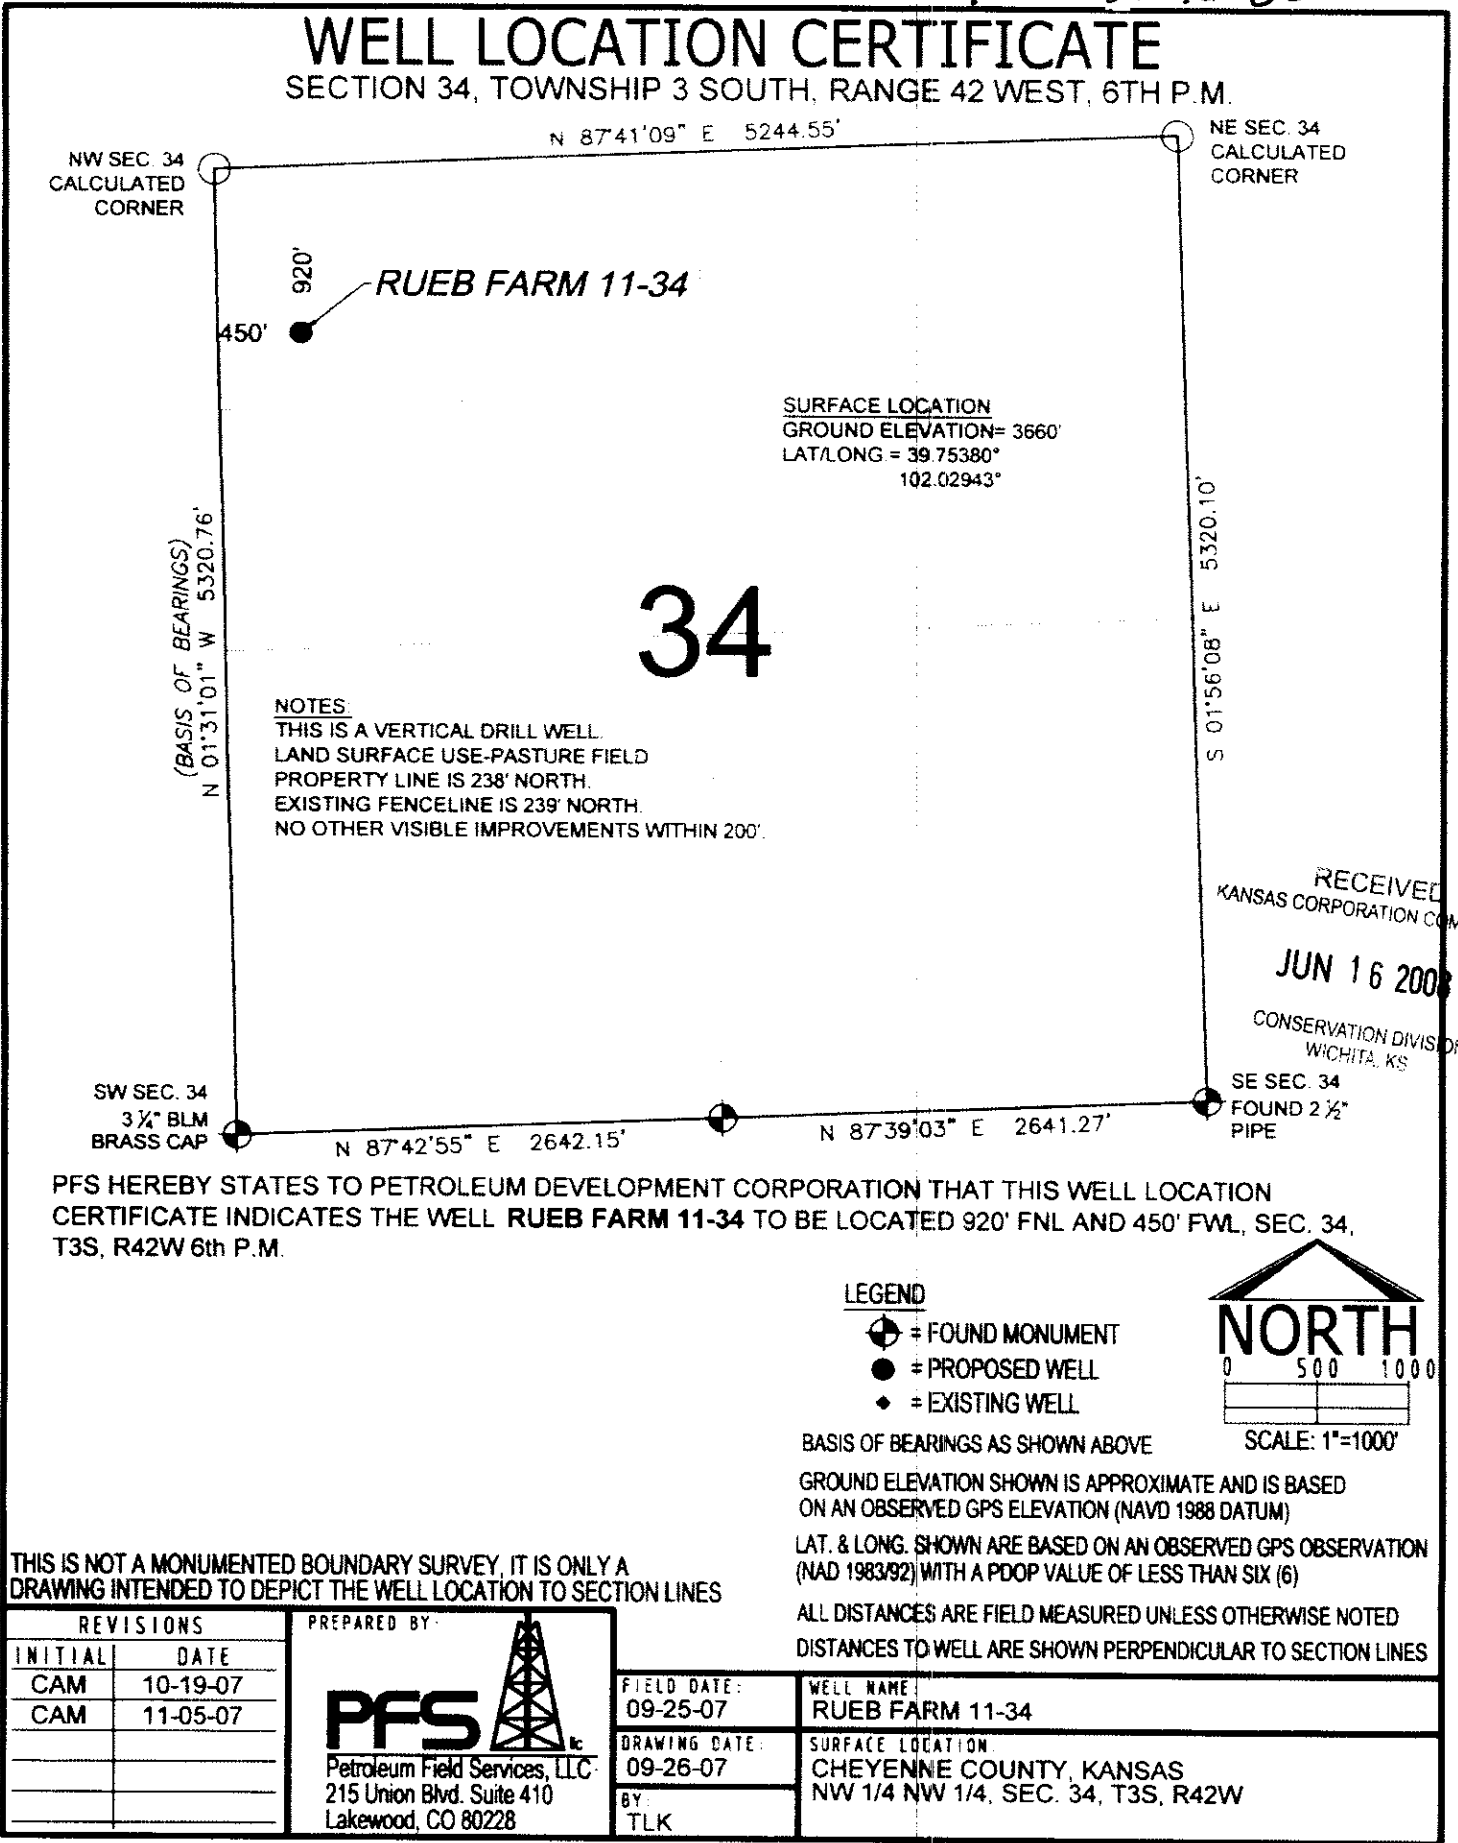 WELL LOCATION CERTIFICATE
SECTION 34, TOWNSHIP 3 SOUTH, RANGE 42 WEST, 6TH P.M.
N 87°41'09" E 5244.55'
NW SEC. 34
CALCULATED
CORNER
NE SEC. 34
CALCULATED
CORNER
920'
RUEB FARM 11-34
450'
SURFACE LOCATION
GROUND ELEVATION= 3660'
LAT/LONG.= 39.75380°
102.02943°
(BASIS OF BEARINGS)
N 01°31'01" W 5320.76'
S 01°56'08" E 5320.10'
34
NOTES:
THIS IS A VERTICAL DRILL WELL.
LAND SURFACE USE-PASTURE FIELD
PROPERTY LINE IS 238' NORTH.
EXISTING FENCELINE IS 239' NORTH.
NO OTHER VISIBLE IMPROVEMENTS WITHIN 200'.
RECEIVED
KANSAS CORPORATION COM
JUN 16 2008
CONSERVATION DIVISION
WICHITA, KS
SW SEC. 34
3 ¼" BLM
BRASS CAP
SE SEC. 34
FOUND 2 ½"
PIPE
N 87°42'55" E 2642.15'
N 87°39'03" E 2641.27'
PFS HEREBY STATES TO PETROLEUM DEVELOPMENT CORPORATION THAT THIS WELL LOCATION
CERTIFICATE INDICATES THE WELL RUEB FARM 11-34 TO BE LOCATED 920' FNL AND 450' FWL, SEC. 34,
T3S, R42W 6th P.M.
LEGEND
= FOUND MONUMENT
= PROPOSED WELL
= EXISTING WELL
NORTH
0 500 1000
SCALE: 1"=1000'
BASIS OF BEARINGS AS SHOWN ABOVE
GROUND ELEVATION SHOWN IS APPROXIMATE AND IS BASED
ON AN OBSERVED GPS ELEVATION (NAVD 1988 DATUM)
LAT. & LONG. SHOWN ARE BASED ON AN OBSERVED GPS OBSERVATION
(NAD 1983/92) WITH A PDOP VALUE OF LESS THAN SIX (6)
ALL DISTANCES ARE FIELD MEASURED UNLESS OTHERWISE NOTED
DISTANCES TO WELL ARE SHOWN PERPENDICULAR TO SECTION LINES
THIS IS NOT A MONUMENTED BOUNDARY SURVEY, IT IS ONLY A
DRAWING INTENDED TO DEPICT THE WELL LOCATION TO SECTION LINES
REVISIONS
INITIAL DATE
CAM 10-19-07
CAM 11-05-07
PREPARED BY:
PFS llc
Petroleum Field Services, LLC
215 Union Blvd. Suite 410
Lakewood, CO 80228
FIELD DATE:
09-25-07
DRAWING DATE:
09-26-07
BY:
TLK
WELL NAME:
RUEB FARM 11-34
SURFACE LOCATION:
CHEYENNE COUNTY, KANSAS
NW 1/4 NW 1/4, SEC. 34, T3S, R42W